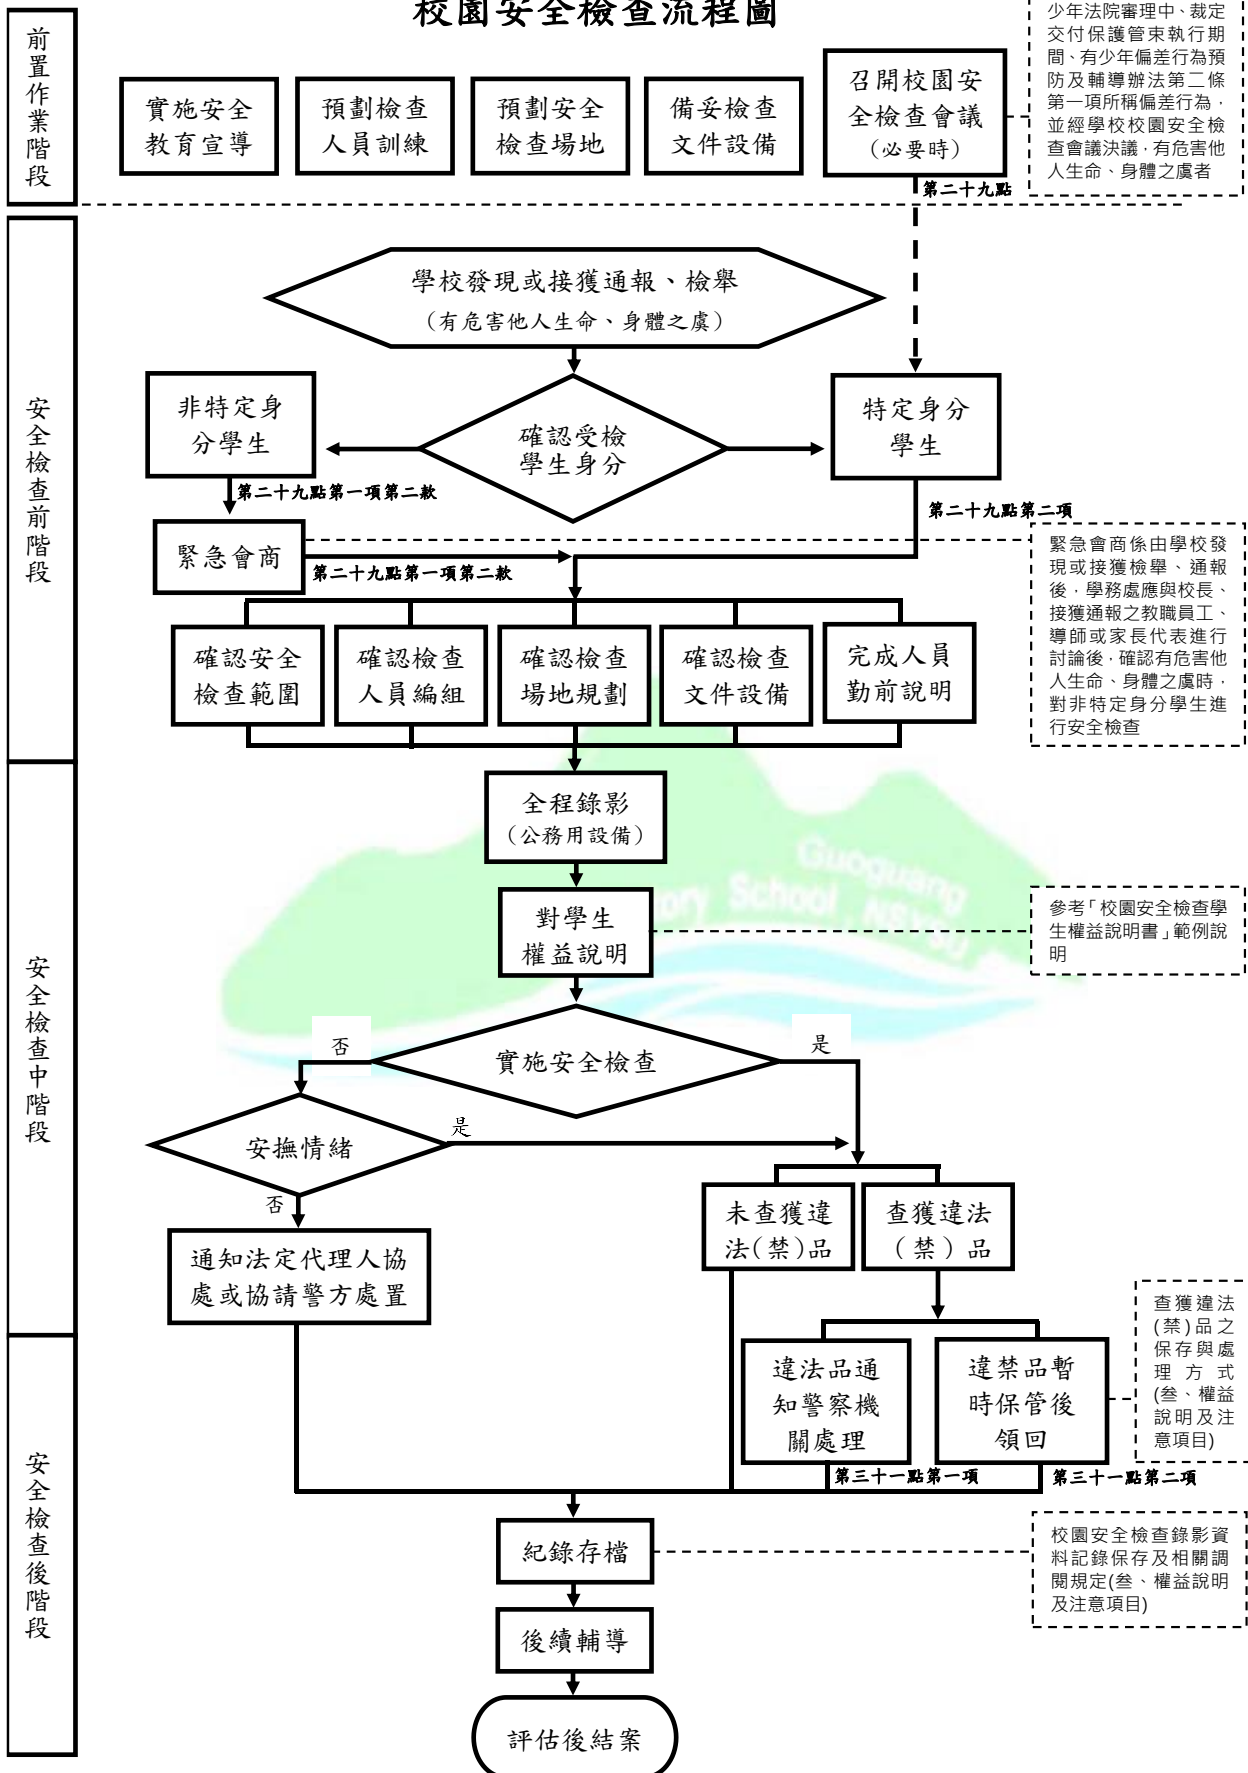 校園安全檢查流程圖
前置作業階段
實施安全
教育宣導
預劃檢查
人員訓練
預劃安全
檢查場地
備妥檢查
文件設備
召開校園安
全檢查會議
(必要時)
少年法院審理中、裁定
交付保護管束執行期
間、有少年偏差行為預
防及輔導辦法第二條
第一項所稱偏差行為，
並經學校校園安全檢
查會議決議，有危害他
人生命、身體之虞者
第二十九點
安全檢查前階段
學校發現或接獲通報、檢舉
（有危害他人生命、身體之虞）
非特定身
分學生
確認受檢
學生身分
特定身分
學生
第二十九點第一項第二款
第二十九點第二項
緊急會商
第二十九點第一項第二款
緊急會商係由學校發
現或接獲檢舉、通報
後，學務處應與校長、
接獲通報之教職員工、
導師或家長代表進行
討論後，確認有危害他
人生命、身體之虞時，
對非特定身分學生進
行安全檢查
確認安全
檢查範圍
確認檢查
人員編組
確認檢查
場地規劃
確認檢查
文件設備
完成人員
勤前說明
安全檢查中階段
全程錄影
（公務用設備）
Guoguang
tory School, NSYSU
對學生
權益說明
參考「校園安全檢查學
生權益說明書」範例說
明
實施安全檢查
否
是
安撫情緒
是
否
通知法定代理人協
處或協請警方處置
未查獲違
法(禁)品
查獲違法
（禁）品
安全檢查後階段
違法品通
知警察機
關處理
違禁品暫
時保管後
領回
查獲違法
(禁)品之
保存與處
理方式
(叁、權益
說明及注
意項目)
第三十一點第一項
第三十一點第二項
紀錄存檔
校園安全檢查錄影資
料記錄保存及相關調
閱規定(叁、權益說明
及注意項目)
後續輔導
評估後結案